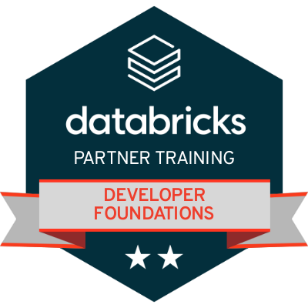 databricks
PARTNER TRAINING
DEVELOPER
FOUNDATIONS